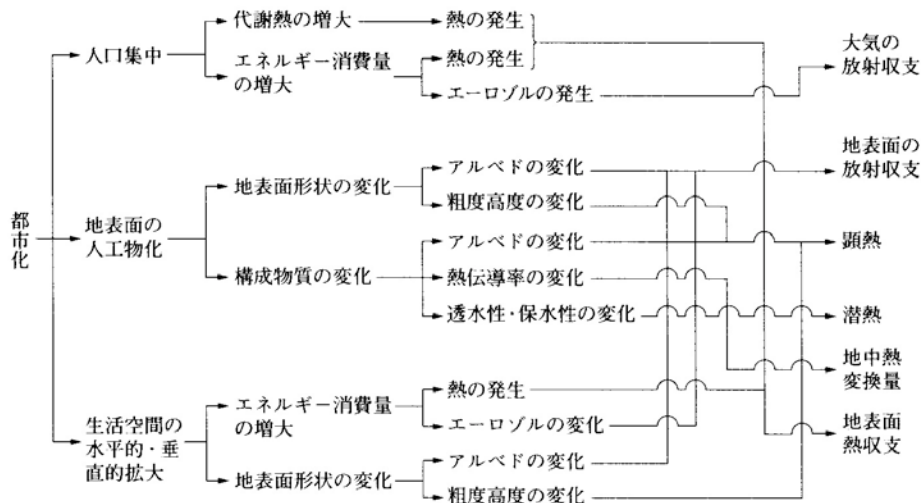 都市化
人口集中
代謝熱の増大
熱の発生
エネルギー消費量
の増大
熱の発生
エーロゾルの発生
大気の
放射収支
地表面の
人工物化
地表面形状の変化
アルベドの変化
粗度高度の変化
地表面の
放射収支
構成物質の変化
アルベドの変化
熱伝導率の変化
透水性・保水性の変化
顕熱
潜熱
地中熱
変換量
生活空間の
水平的・垂
直的拡大
エネルギー消費量
の増大
熱の発生
エーロゾルの変化
地表面形状の変化
アルベドの変化
粗度高度の変化
地表面
熱収支